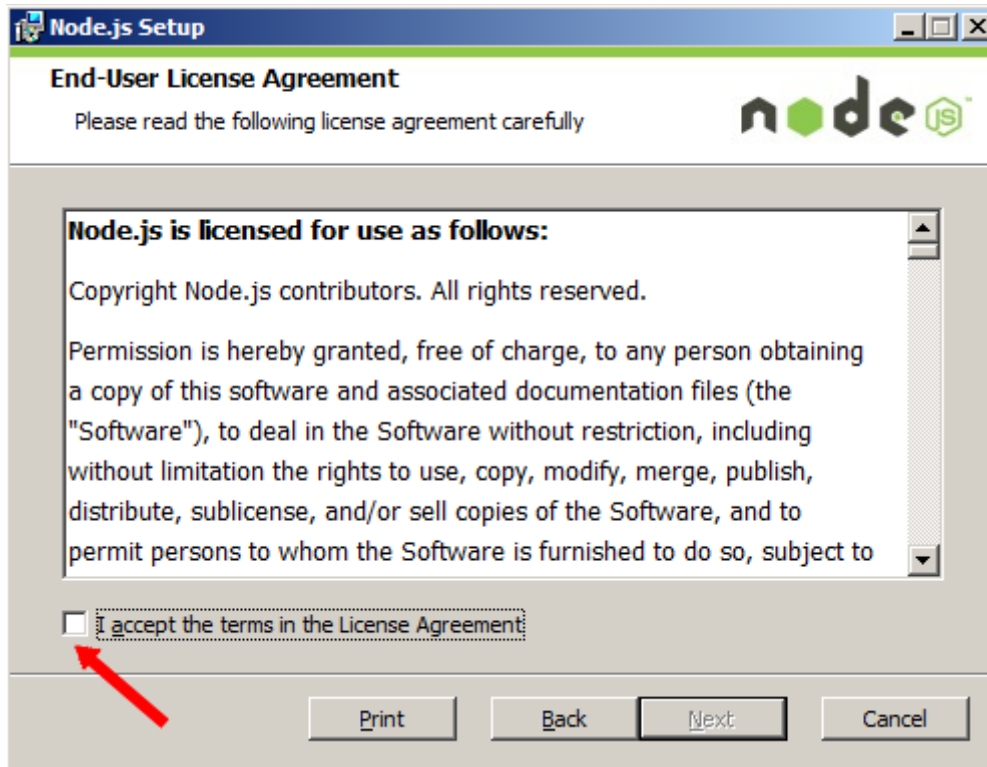 Node.js Setup
End-User License Agreement
Please read the following license agreement carefully
node JS
Node.js is licensed for use as follows:
Copyright Node.js contributors. All rights reserved.
Permission is hereby granted, free of charge, to any person obtaining
a copy of this software and associated documentation files (the
"Software"), to deal in the Software without restriction, including
without limitation the rights to use, copy, modify, merge, publish,
distribute, sublicense, and/or sell copies of the Software, and to
permit persons to whom the Software is furnished to do so, subject to
I accept the terms in the License Agreement
Print Back Next Cancel